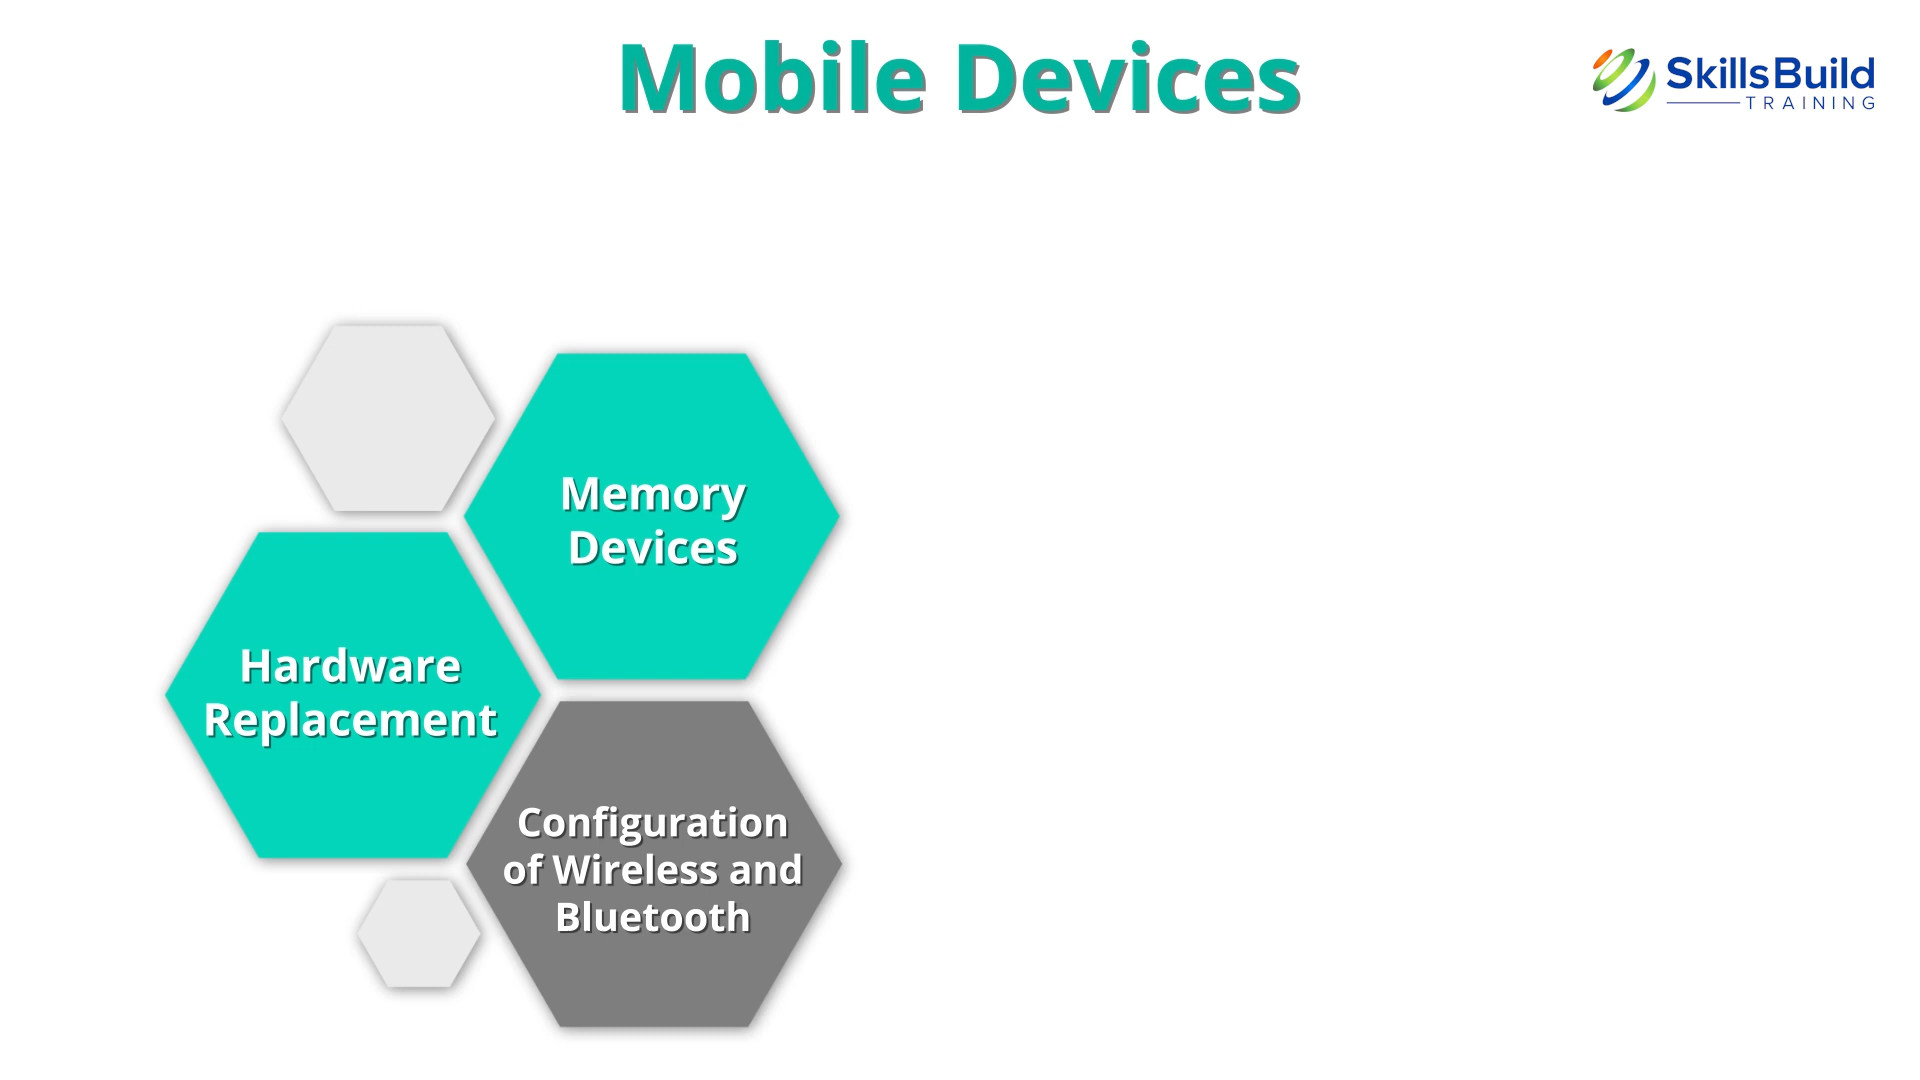 Mobile Devices
SkillsBuild
TRAINING
Memory
Devices
Hardware
Replacement
Configuration
of Wireless and
Bluetooth